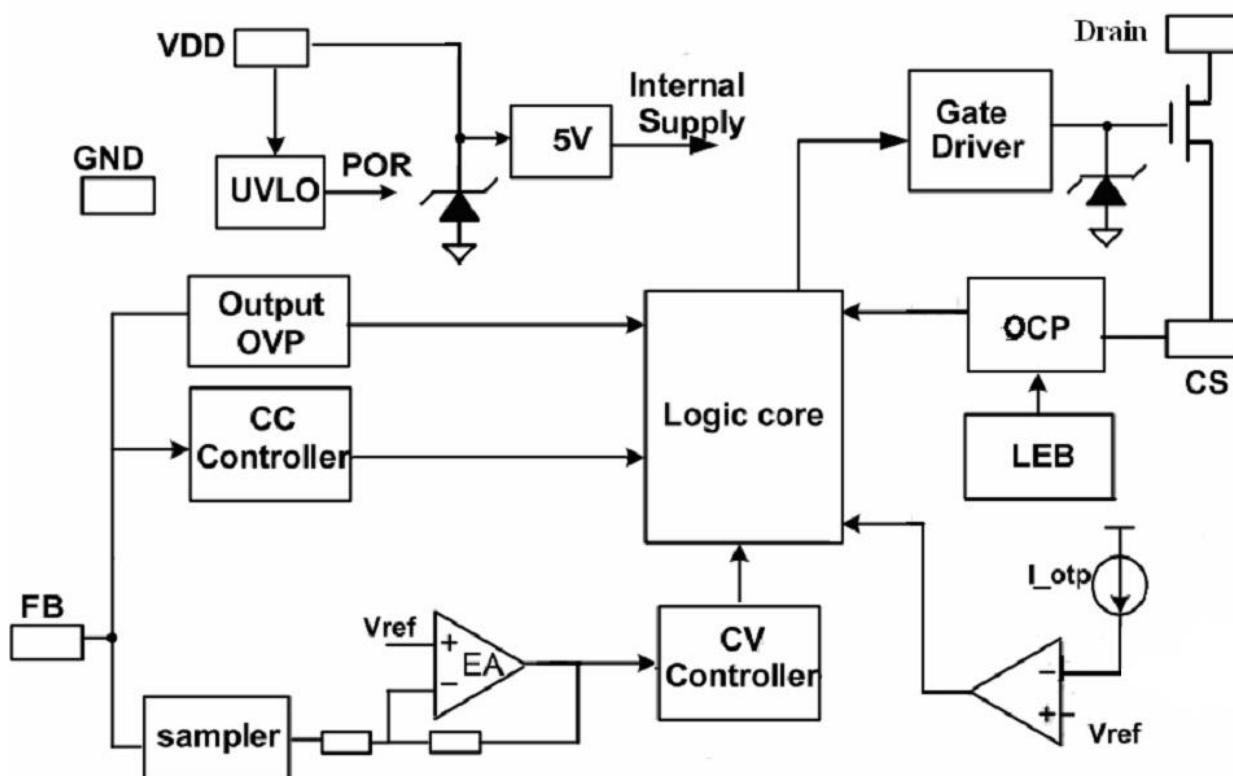 VDD
Drain
Internal
Supply
5V
Gate
Driver
GND
UVLO
POR
Output
OVP
OCP
CS
CC
Controller
Logic core
LEB
I_otp
FB
Vref
+
EA
-
CV
Controller
-
+
Vref
sampler